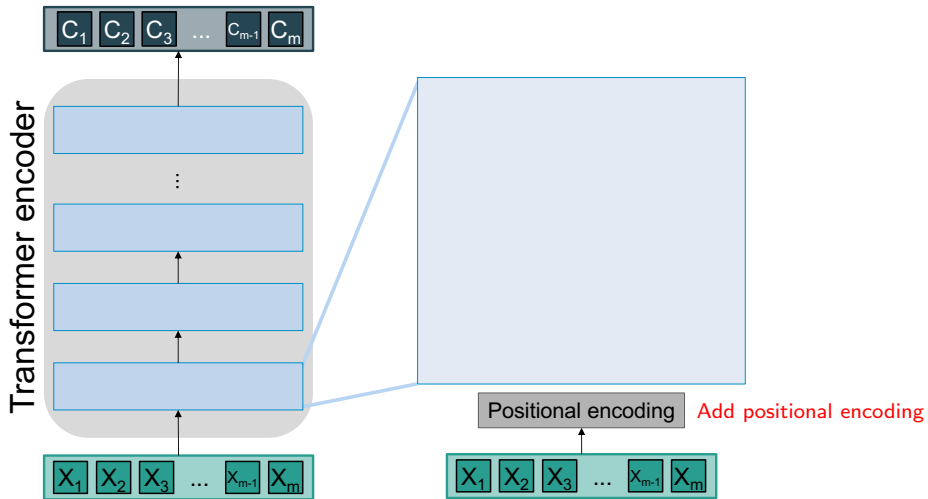 C1 C2 C3 ... Cm-1 Cm
Transformer encoder
...
X1 X2 X3 ... Xm-1 Xm
Positional encoding
Add positional encoding
X1 X2 X3 ... Xm-1 Xm